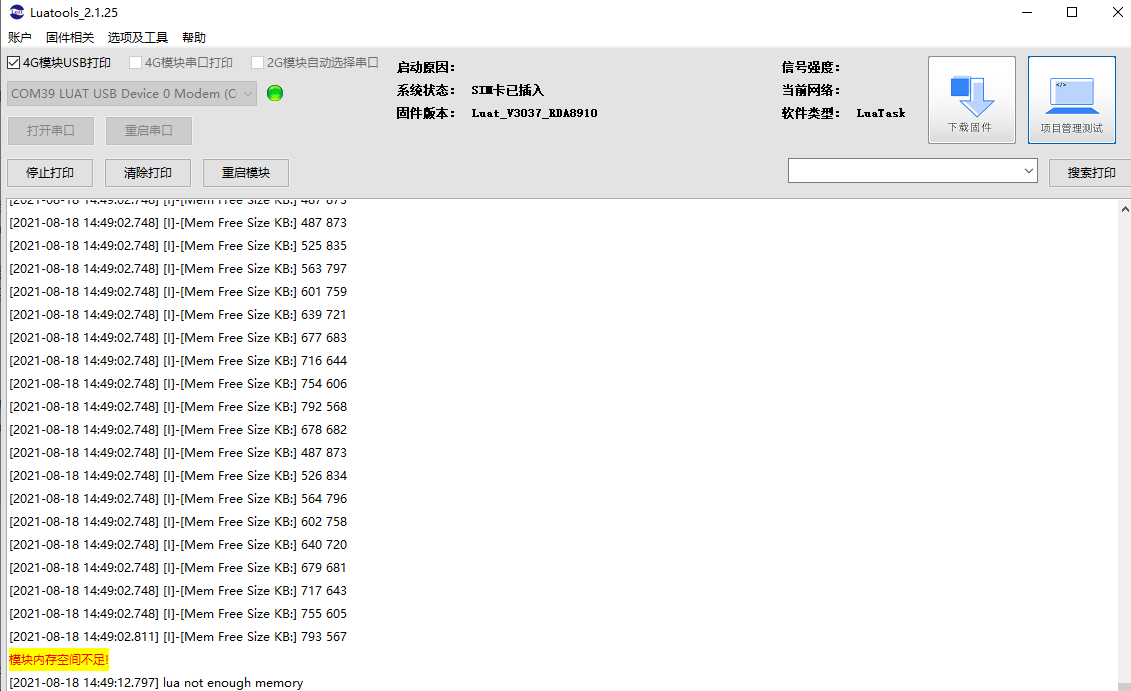 Luatools_2.1.25
账户 固件相关 选项及工具 帮助
4G模块USB打印 4G模块串口打印 2G模块自动选择串口
COM39 LUAT USB Device 0 Modem (C
打开串口 重启串口
停止打印 清除打印 重启模块
启动原因:
系统状态: SIM卡已插入
固件版本: Luat_V3037_RDA8910
信号强度:
当前网络:
软件类型: LuaTask
下载固件
项目管理测试
搜索打印
[2021-08-18 14:49:02.748] [I]-[Mem Free Size KB:] 487 873
[2021-08-18 14:49:02.748] [I]-[Mem Free Size KB:] 487 873
[2021-08-18 14:49:02.748] [I]-[Mem Free Size KB:] 525 835
[2021-08-18 14:49:02.748] [I]-[Mem Free Size KB:] 563 797
[2021-08-18 14:49:02.748] [I]-[Mem Free Size KB:] 601 759
[2021-08-18 14:49:02.748] [I]-[Mem Free Size KB:] 639 721
[2021-08-18 14:49:02.748] [I]-[Mem Free Size KB:] 677 683
[2021-08-18 14:49:02.748] [I]-[Mem Free Size KB:] 716 644
[2021-08-18 14:49:02.748] [I]-[Mem Free Size KB:] 754 606
[2021-08-18 14:49:02.748] [I]-[Mem Free Size KB:] 792 568
[2021-08-18 14:49:02.748] [I]-[Mem Free Size KB:] 678 682
[2021-08-18 14:49:02.748] [I]-[Mem Free Size KB:] 487 873
[2021-08-18 14:49:02.748] [I]-[Mem Free Size KB:] 526 834
[2021-08-18 14:49:02.748] [I]-[Mem Free Size KB:] 564 796
[2021-08-18 14:49:02.748] [I]-[Mem Free Size KB:] 602 758
[2021-08-18 14:49:02.748] [I]-[Mem Free Size KB:] 640 720
[2021-08-18 14:49:02.748] [I]-[Mem Free Size KB:] 679 681
[2021-08-18 14:49:02.748] [I]-[Mem Free Size KB:] 717 643
[2021-08-18 14:49:02.748] [I]-[Mem Free Size KB:] 755 605
[2021-08-18 14:49:02.811] [I]-[Mem Free Size KB:] 793 567
模块内存空间不足!
[2021-08-18 14:49:12.797] lua not enough memory